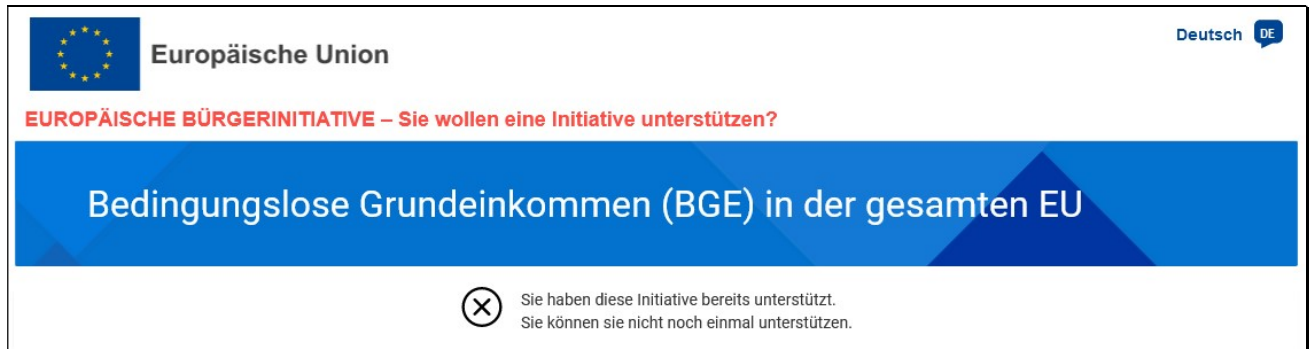 Europäische Union
Deutsch DE
EUROPÄISCHE BÜRGERINITIATIVE – Sie wollen eine Initiative unterstützen?
Bedingungslose Grundeinkommen (BGE) in der gesamten EU
Sie haben diese Initiative bereits unterstützt.
Sie können sie nicht noch einmal unterstützen.